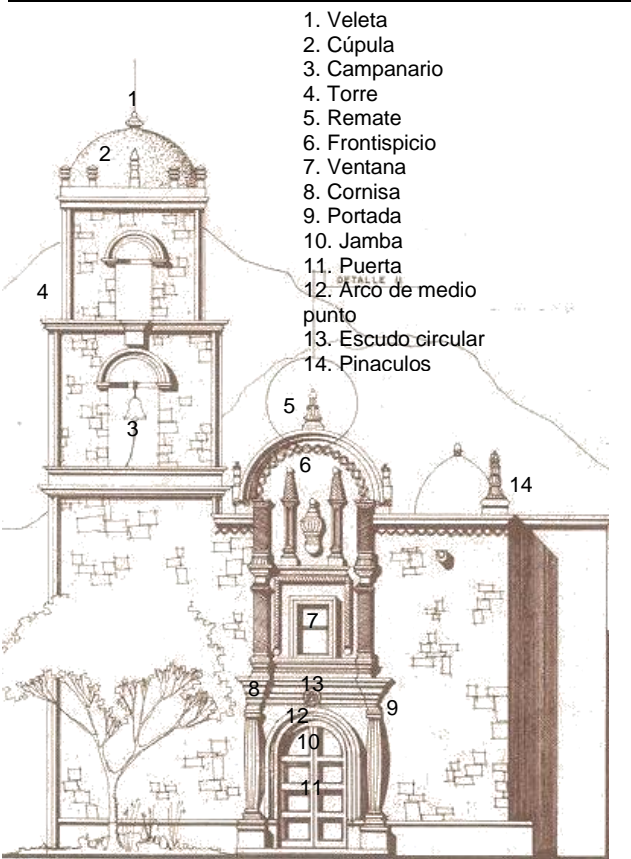 1. Veleta
2. Cúpula
3. Campanario
4. Torre
5. Remate
6. Frontispicio
7. Ventana
8. Cornisa
9. Portada
10. Jamba
11. Puerta
12. Arco de medio
punto
13. Escudo circular
14. Pinaculos
DETALLE
1
2
4
3
5
6
14
7
8
13
9
12
10
11